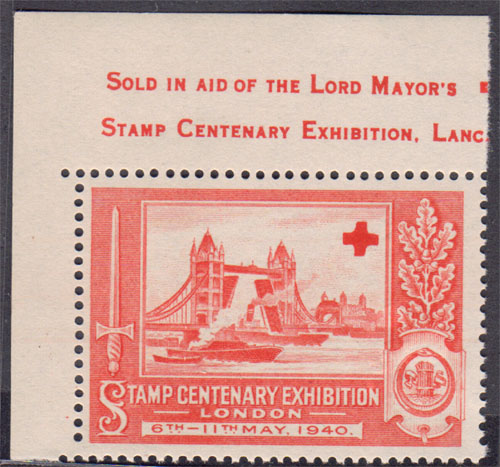 SOLD IN AID OF THE LORD MAYOR'S
STAMP CENTENARY EXHIBITION, LANC
STAMP CENTENARY EXHIBITION
LONDON
6TH-11TH MAY, 1940.